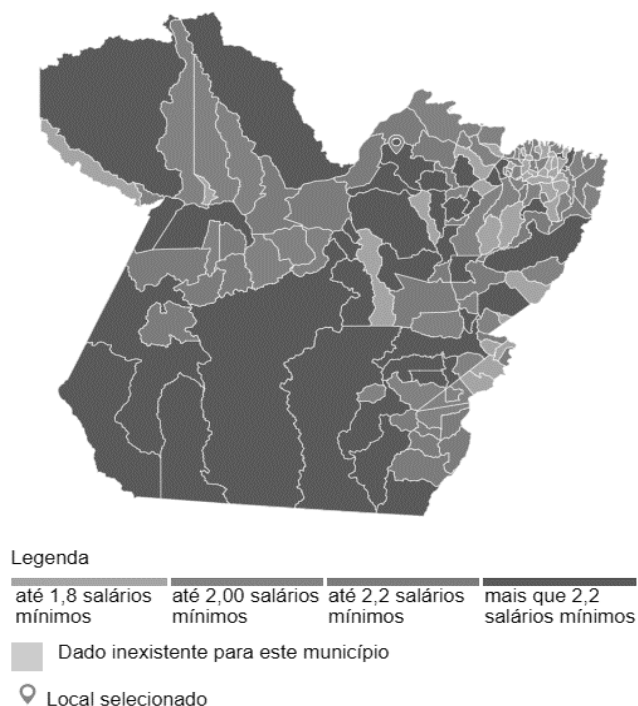 Legenda
até 1,8 salários mínimos
até 2,00 salários mínimos
até 2,2 salários mínimos
mais que 2,2 salários mínimos
Dado inexistente para este município
Local selecionado